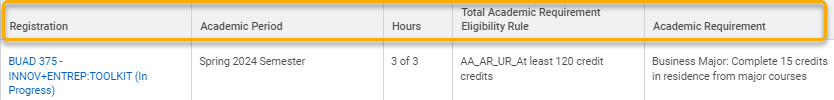 Registration
Academic Period
Hours
Total Academic Requirement
Eligibility Rule
Academic Requirement
BUAD 375 -
INNOV+ENTREP:TOOLKIT (In
Progress)
Spring 2024 Semester
3 of 3
AA_AR_UR_At least 120 credit
credits
Business Major: Complete 15 credits
in residence from major courses